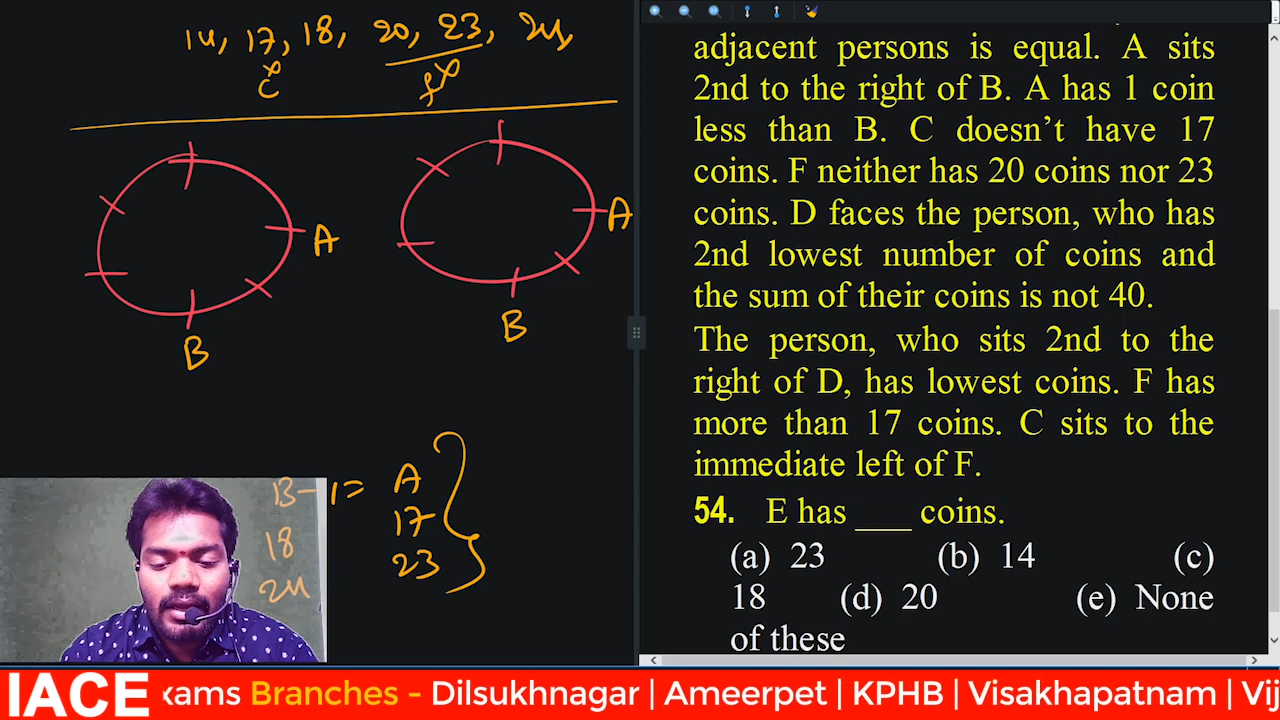 14, 17, 18, 20, 23, 24,
C
f
A
B
A
B
B-1= A
18 17
24 23
adjacent persons is equal. A sits
2nd to the right of B. A has 1 coin
less than B. C doesn’t have 17
coins. F neither has 20 coins nor 23
coins. D faces the person, who has
2nd lowest number of coins and
the sum of their coins is not 40.
The person, who sits 2nd to the
right of D, has lowest coins. F has
more than 17 coins. C sits to the
immediate left of F.
54. E has ___ coins.
(a) 23 (b) 14 (c)
18 (d) 20 (e) None
of these
IACE xams Branches - Dilsukhnagar | Ameerpet | KPHB | Visakhapatnam | Vij